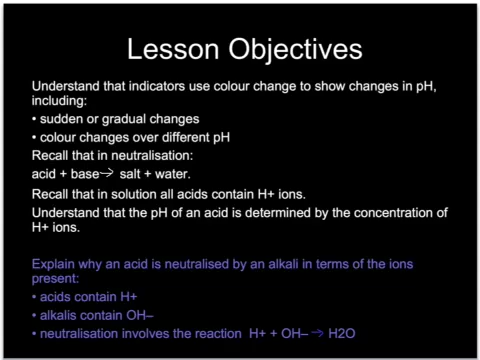 Lesson Objectives
Understand that indicators use colour change to show changes in pH,
including:
• sudden or gradual changes
• colour changes over different pH
Recall that in neutralisation:
acid + base→ salt + water.
Recall that in solution all acids contain H+ ions.
Understand that the pH of an acid is determined by the concentration of
H+ ions.
Explain why an acid is neutralised by an alkali in terms of the ions
present:
• acids contain H+
• alkalis contain OH–
• neutralisation involves the reaction H+ + OH– → H2O